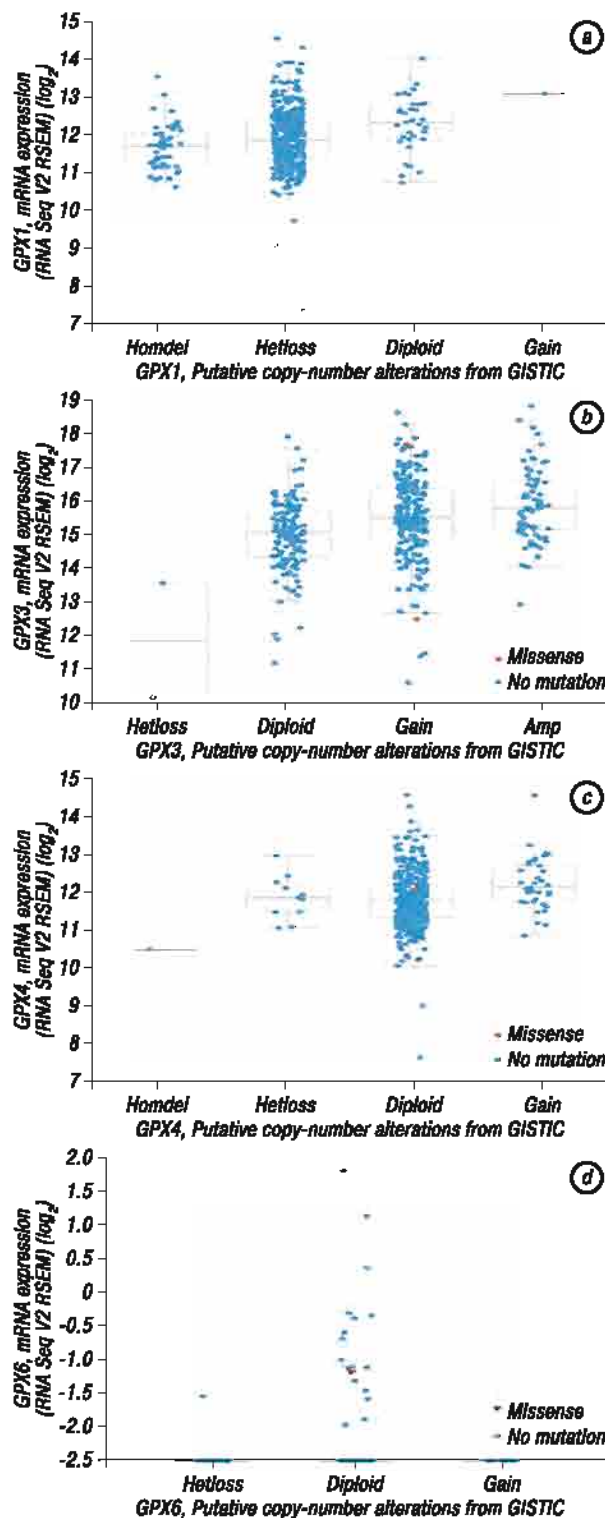 a
GPX1, mRNA expression
(RNA Seq V2 RSEM) (log2)
15
14
13
12
11
10
9
8
7
Homdel Hetloss Diploid Gain
GPX1, Putative copy-number alterations from GISTIC
b
GPX3, mRNA expression
(RNA Seq V2 RSEM) (log2)
19
18
17
16
15
14
13
12
11
10
Missense
No mutation
Hetloss Diploid Gain Amp
GPX3, Putative copy-number alterations from GISTIC
c
GPX4, mRNA expression
(RNA Seq V2 RSEM) (log2)
15
14
13
12
11
10
9
8
7
Missense
No mutation
Homdel Hetloss Diploid Gain
GPX4, Putative copy-number alterations from GISTIC
d
GPX6, mRNA expression
(RNA Seq V2 RSEM) (log2)
2.0
1.5
1.0
0.5
0
-0.5
-1.0
-1.5
-2.0
-2.5
Missense
No mutation
Hetloss Diploid Gain
GPX6, Putative copy-number alterations from GISTIC